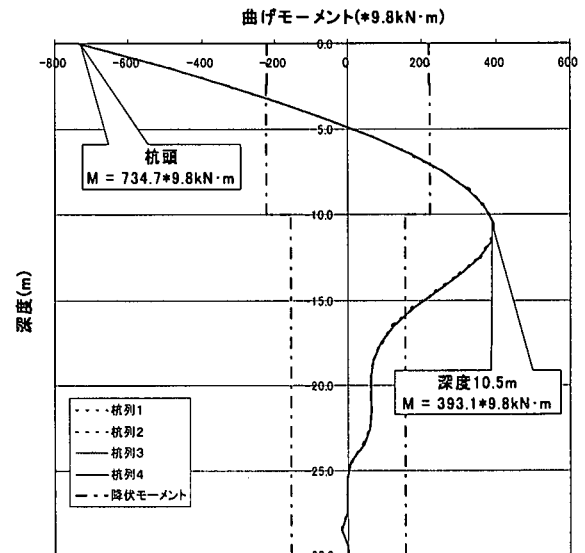 曲げモーメント(*9.8kN·m)
-800 -600 -400 -200 0 200 400 600
0.0
-5.0
-10.0
-15.0
-20.0
-25.0
深度(m)
杭頭
M = 734.7*9.8kN·m
深度10.5m
M = 393.1*9.8kN·m
杭列1
杭列2
杭列3
杭列4
降伏モーメント